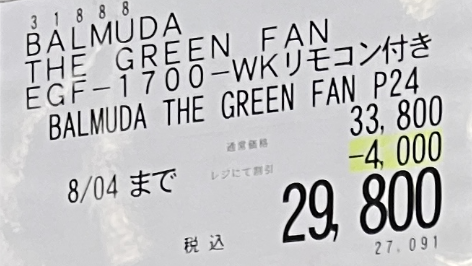 31888
BALMUDA
THE GREEN FAN
EGF-1700-WKリモコン付き
BALMUDA THE GREEN FAN P24
通常価格 33,800
レジにて割引 -4,000
8/04 まで
税込 29,800
27,091